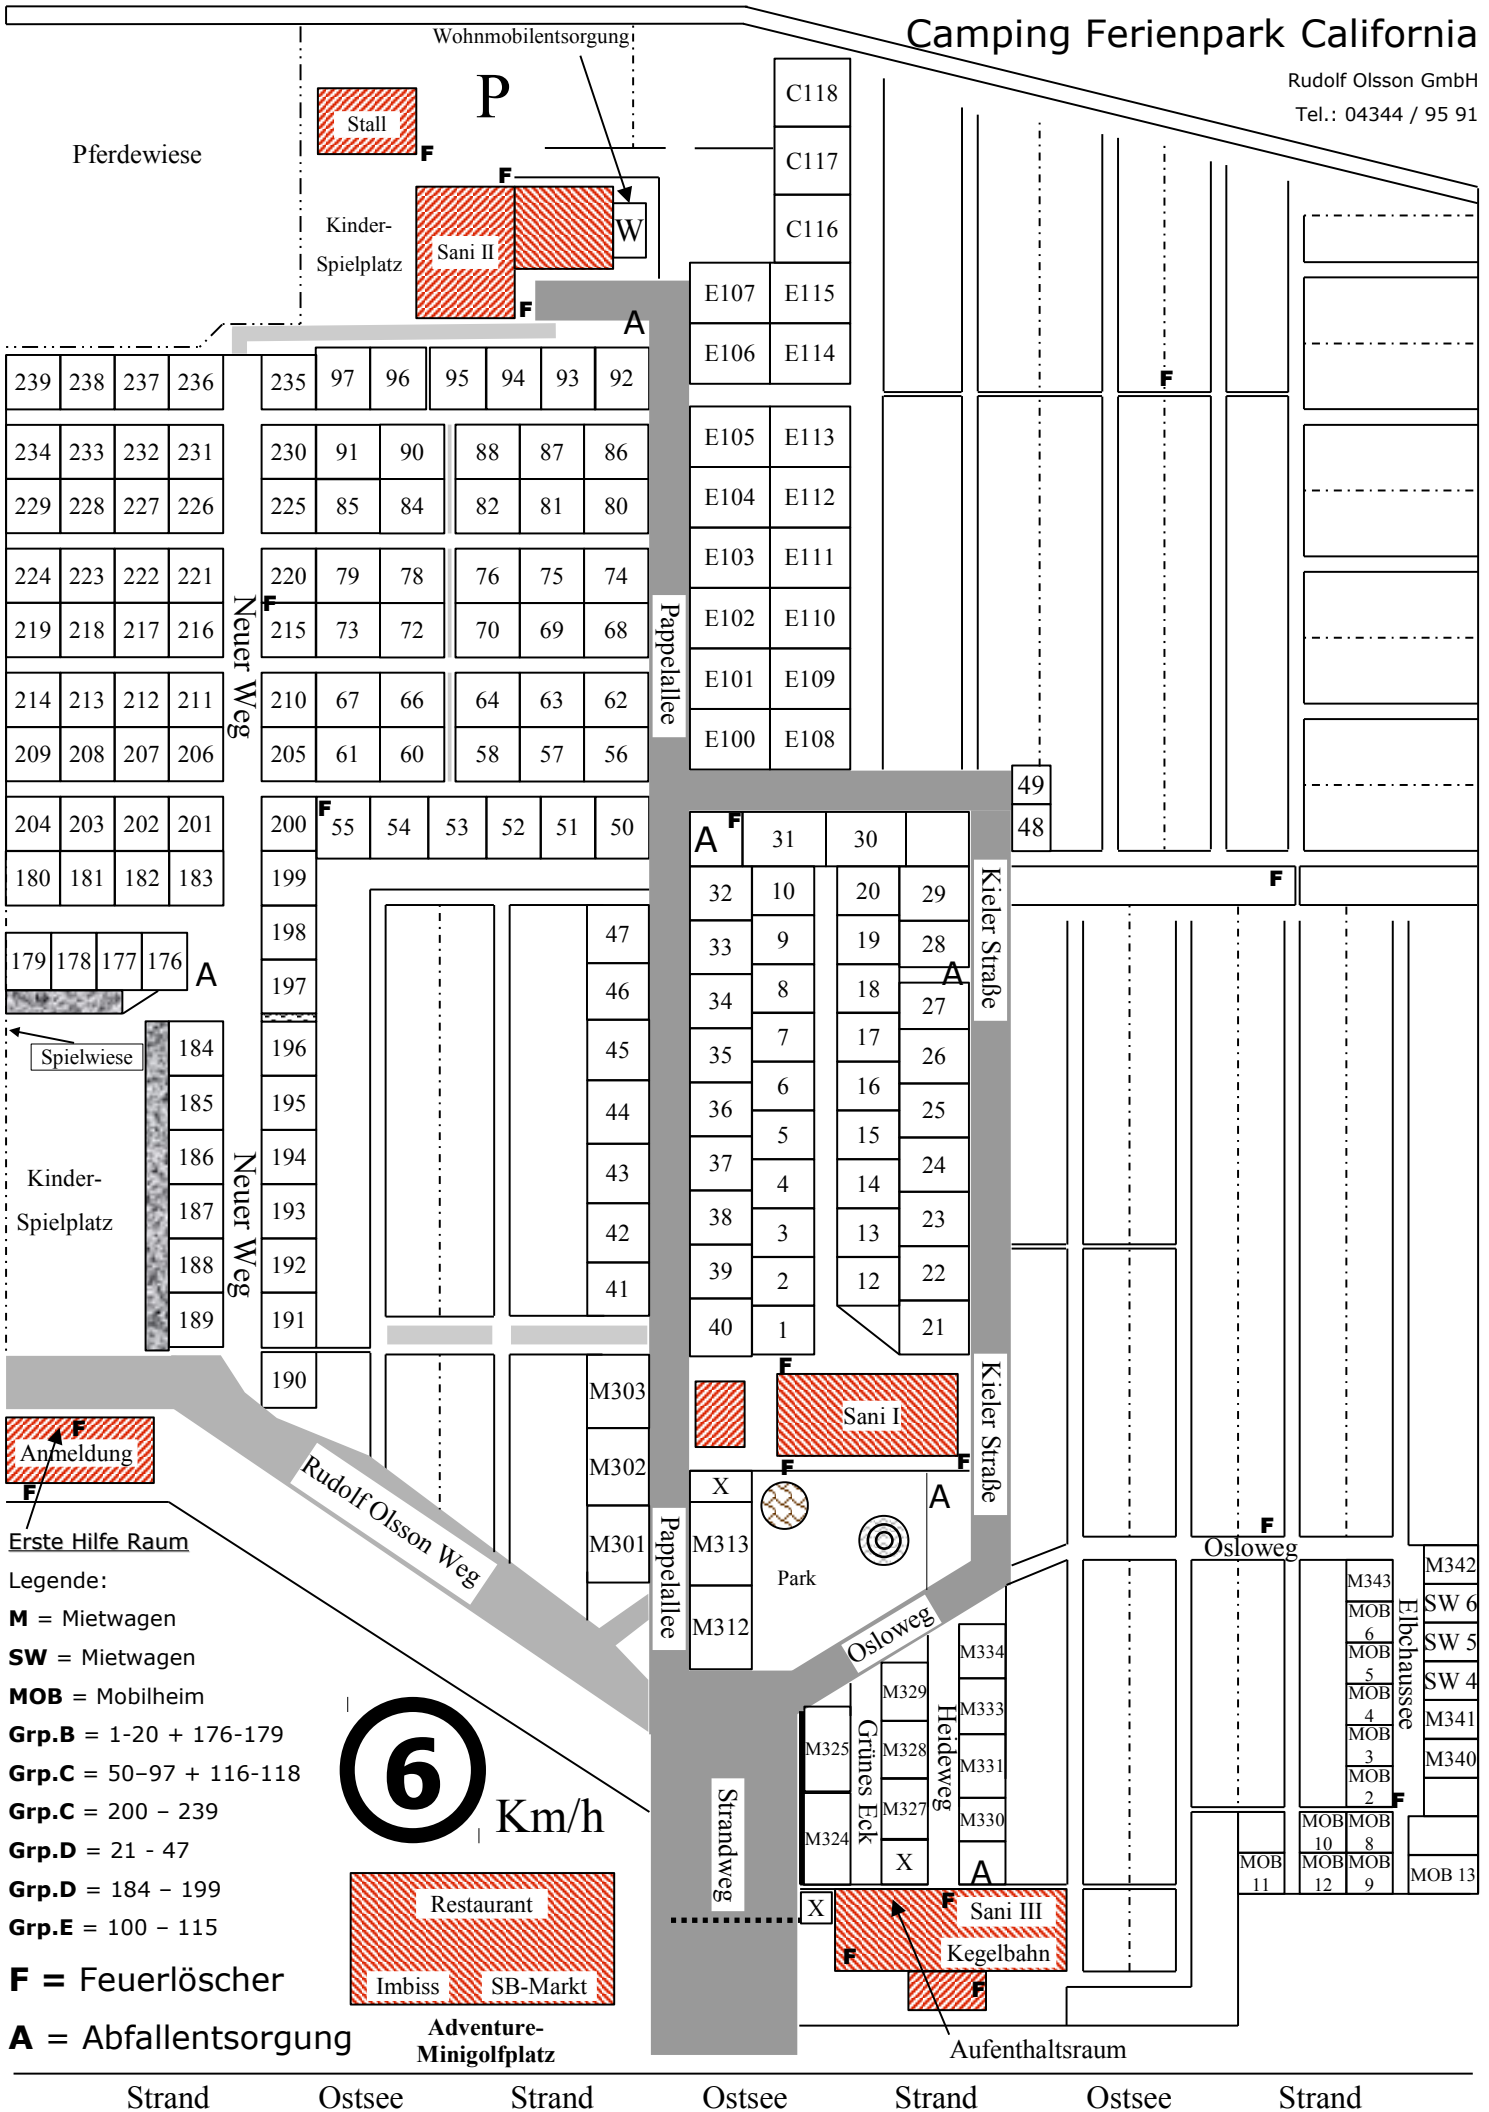 Camping Ferienpark California
Rudolf Olsson GmbH
Tel.: 04344 / 95 91
Wohnmobilentsorgung
P
Stall
F
Pferdewiese
F
Kinder-
Spielplatz
Sani II
W
F
A
C118
C117
C116
E107 E115
E106 E114
E105 E113
E104 E112
E103 E111
E102 E110
E101 E109
E100 E108
F
239 238 237 236 235 97 96 95 94 93 92
234 233 232 231 230 91 90 88 87 86
229 228 227 226 225 85 84 82 81 80
224 223 222 221 220 79 78 76 75 74
F
219 218 217 216 215 73 72 70 69 68
214 213 212 211 210 67 66 64 63 62
209 208 207 206 205 61 60 58 57 56
204 203 202 201 200 F 55 54 53 52 51 50
180 181 182 183 199
198
179 178 177 176 A 197
Neuer Weg
Pappelallee
Spielwiese
184 196
185 195
186 194
187 193
188 192
189 191
190
Kinder-
Spielplatz
Neuer Weg
47
46
45
44
43
42
41
M303
M302
M301
49
48
A F 31 30
32 10 20 29
33 9 19 28
A
34 8 18 27
35 7 17 26
36 6 16 25
37 5 15 24
38 4 14 23
39 3 13 22
40 2 12 21
1
Kieler Straße
F
F
Sani I
Kieler Straße
F
F
X
M313
M312
A
Park
Pappelallee
Osloweg
F
Anmeldung
F
Rudolf Olsson Weg
Erste Hilfe Raum
Legende:
M = Mietwagen
SW = Mietwagen
MOB = Mobilheim
Grp.B = 1-20 + 176-179
Grp.C = 50–97 + 116-118
Grp.C = 200 – 239
Grp.D = 21 - 47
Grp.D = 184 – 199
Grp.E = 100 – 115
F = Feuerlöscher
A = Abfallentsorgung
6
Km/h
Restaurant
Imbiss SB-Markt
Adventure-
Minigolfplatz
Strandweg
M325
M324
Grünes Eck
M329
M328
M327
X
Heideweg
M334
M333
M331
M330
A
X
F
Sani III
F
Kegelbahn
F
Aufenthaltsraum
F
Osloweg
M343
MOB
6
MOB
5
MOB
4
MOB
3
MOB
2
Elbchaussee
M342
SW 6
SW 5
SW 4
M341
M340
F
MOB
10
MOB
8
MOB
11
MOB
12
MOB
9
MOB 13
Strand Ostsee Strand Ostsee Strand Ostsee Strand